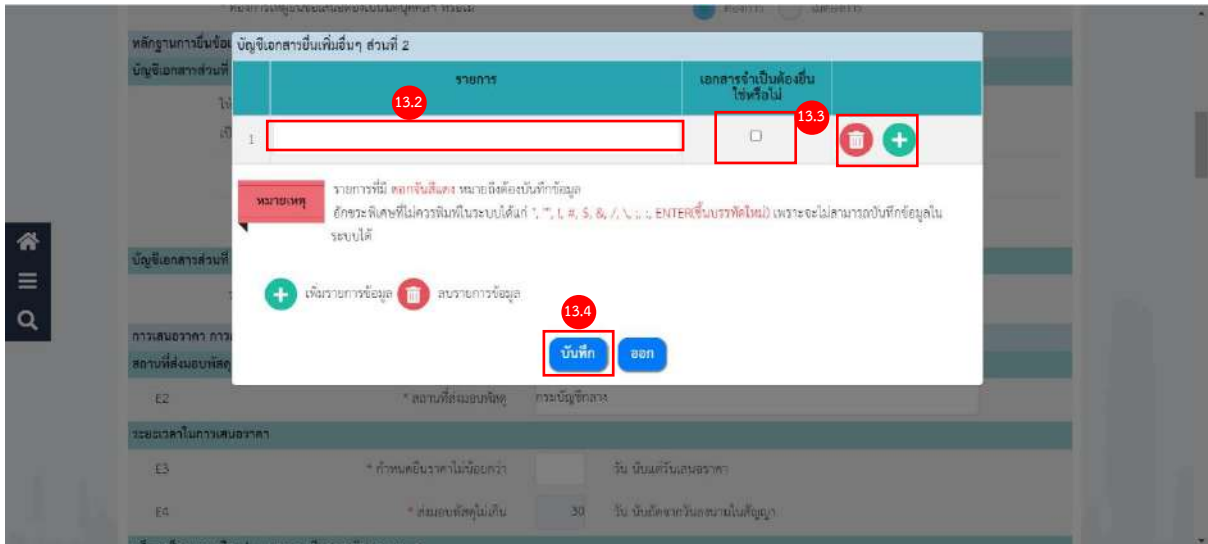 หลักฐานการยื่นข้อ
บัญชีเอกสารยื่นเพิ่มอื่นๆ ส่วนที่ 2
บัญชีเอกสารส่วนที่
รายการ
เอกสารจำเป็นต้องยื่น
ใช่หรือไม่
13.2
13.3
1
หมายเหตุ
รายการที่มี ดอกจันสีแดง หมายถึงต้องบันทึกข้อมูล
อักขระพิเศษที่ไม่ควรพิมพ์ในระบบได้แก่ ', ", !, #, $, &, /, \, ;, :, ENTER(ขึ้นบรรทัดใหม่) เพราะจะไม่สามารถบันทึกข้อมูลใน
ระบบได้
บัญชีเอกสารส่วนที่
เพิ่มรายการข้อมูล ลบรายการข้อมูล
13.4
บันทึก ออก
การเสนอราคา
สถานที่ส่งมอบพัสดุ
E2 * สถานที่ส่งมอบพัสดุ กรมบัญชีกลาง
ระยะเวลาในการเสนอราคา
E3 * กำหนดยืนราคาไม่น้อยกว่า วัน นับแต่วันเสนอราคา
E4 * ส่งมอบพัสดุไม่เกิน 30 วัน นับถัดจากวันลงนามในสัญญา